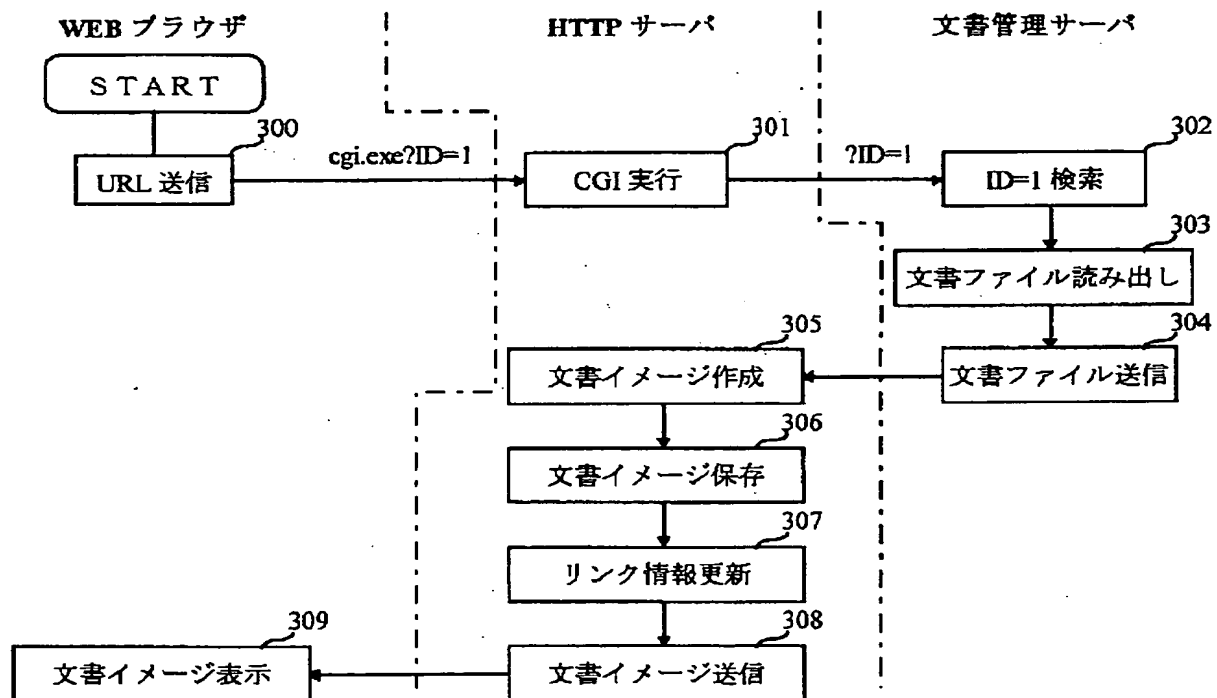 WEB ブラウザ
HTTP サーバ
文書管理サーバ
START
300
URL 送信
cgi.exe?ID=1
301
CGI 実行
?ID=1
302
ID=1 検索
303
文書ファイル読み出し
304
文書ファイル送信
305
文書イメージ作成
306
文書イメージ保存
307
リンク情報更新
308
文書イメージ送信
309
文書イメージ表示